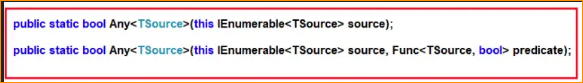 public static bool Any<TSource>(this IEnumerable<TSource> source);
public static bool Any<TSource>(this IEnumerable<TSource> source, Func<TSource, bool> predicate);